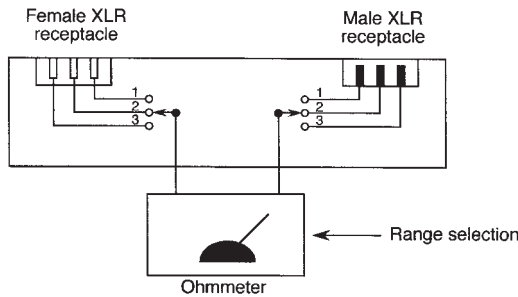 Female XLR
receptacle
Male XLR
receptacle
1
2
3
1
2
3
Range selection
Ohmmeter